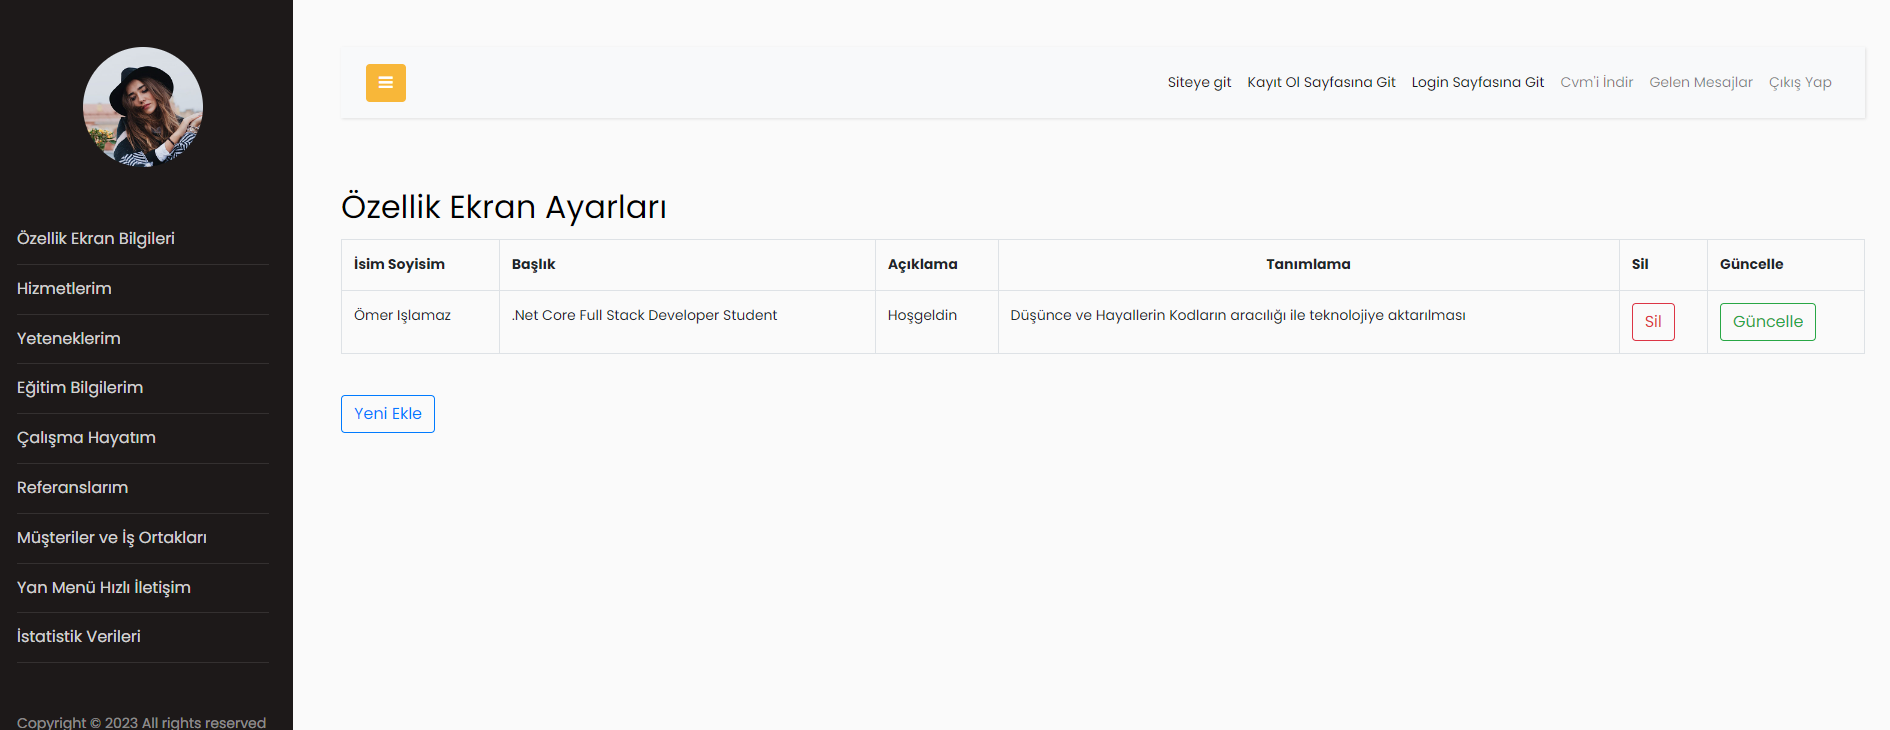 Özellik Ekran Bilgileri
Hizmetlerim
Yeteneklerim
Eğitim Bilgilerim
Çalışma Hayatım
Referanslarım
Müşteriler ve İş Ortakları
Yan Menü Hızlı İletişim
İstatistik Verileri
Copyright © 2023 All rights reserved
Siteye git Kayıt Ol Sayfasına Git Login Sayfasına Git Cvm'i İndir Gelen Mesajlar Çıkış Yap
Özellik Ekran Ayarları
İsim Soyisim Başlık Açıklama Tanımlama Sil Güncelle
Ömer Işlamaz .Net Core Full Stack Developer Student Hoşgeldin Düşünce ve Hayallerin Kodların aracılığı ile teknolojiye aktarılması Sil Güncelle
Yeni Ekle